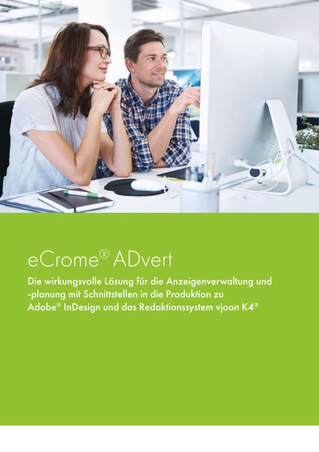 eCrome® ADvert
Die wirkungsvolle Lösung für die Anzeigenverwaltung und
-planung mit Schnittstellen in die Produktion zu
Adobe® InDesign und das Redaktionssystem vjoon K4®